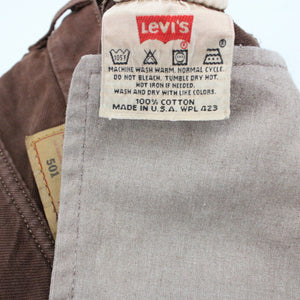 LEVI'S
®
105F
MACHINE WASH WARM. NORMAL CYCLE.
DO NOT BLEACH. TUMBLE DRY HOT.
HOT IRON IF NEEDED.
WASH AND DRY WITH LIKE COLORS.
100% COTTON
MADE IN U.S.A. WPL 423
501